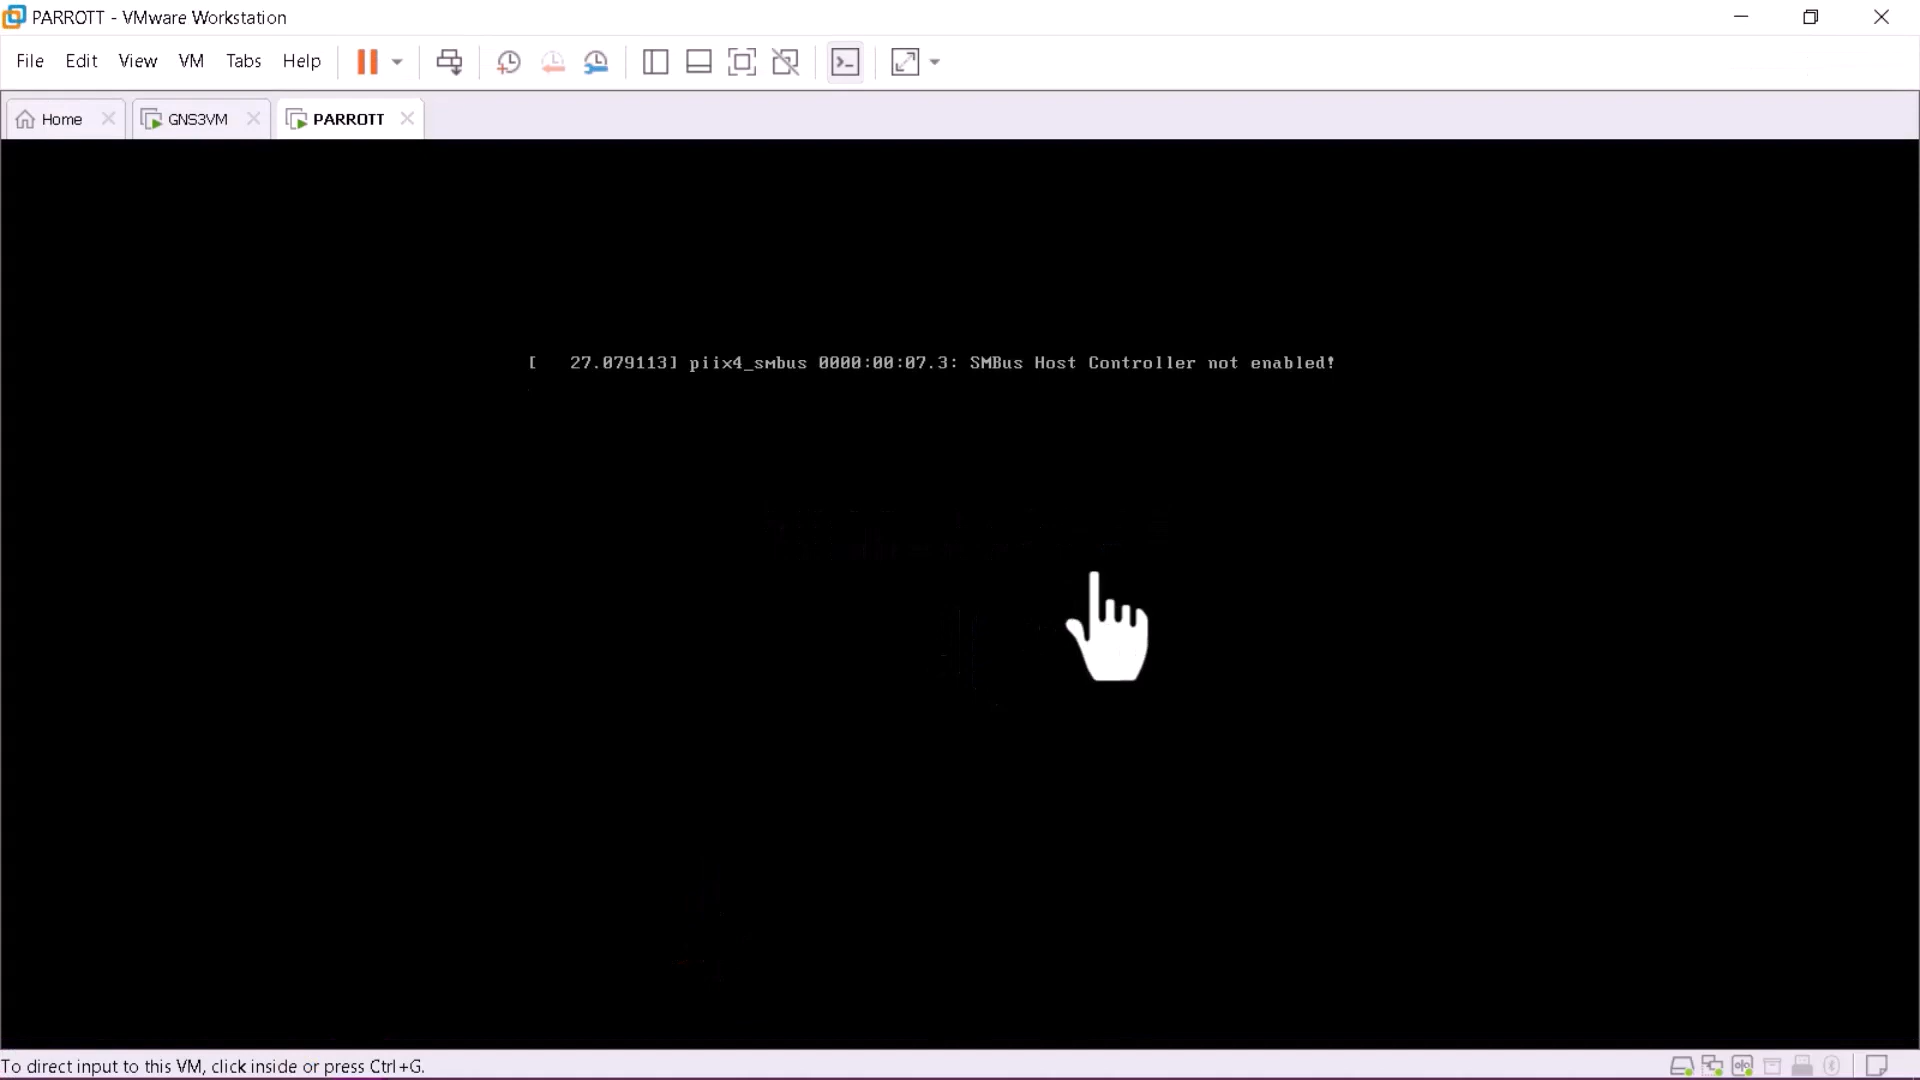 PARROTT - VMware Workstation
File Edit View VM Tabs Help
Home GNS3VM PARROTT
[   27.079113] piix4_smbus 0000:00:07.3: SMBus Host Controller not enabled!
To direct input to this VM, click inside or press Ctrl+G.